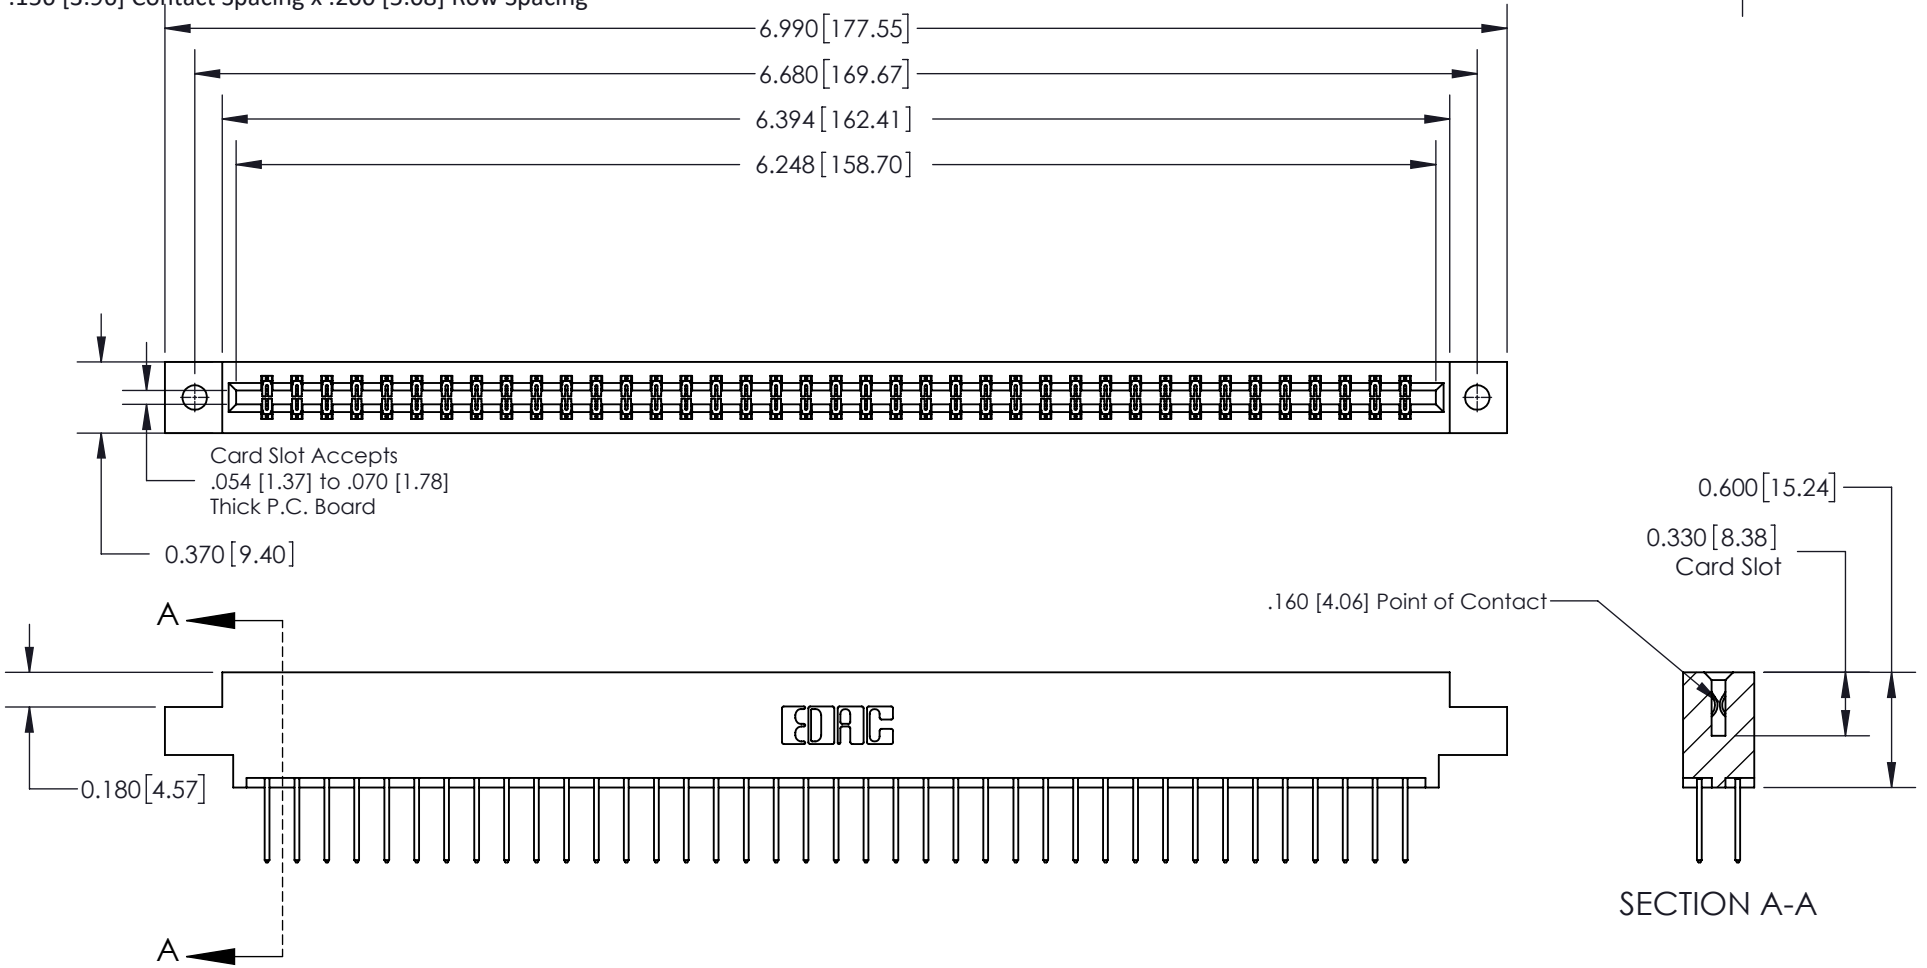 .156 [3.96] Contact Spacing x .200 [5.08] Row Spacing
6.990[177.55]
6.680[169.67]
6.394[162.41]
6.248[158.70]
Card Slot Accepts
.054 [1.37] to .070 [1.78]
Thick P.C. Board
0.370[9.40]
0.600[15.24]
0.330[8.38]
Card Slot
.160 [4.06] Point of Contact
A
EDAC
0.180[4.57]
SECTION A-A
A